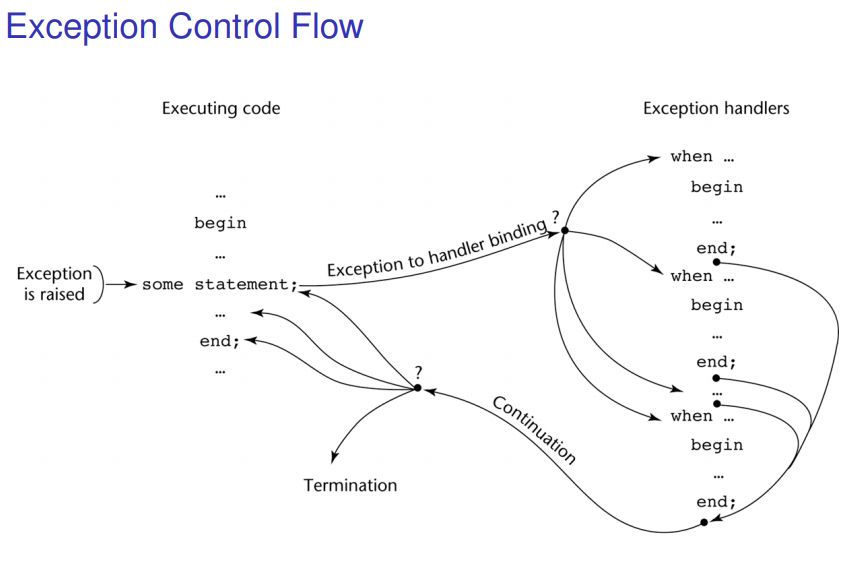 Exception Control Flow
Executing code
Exception handlers
...
begin
...
Exception
is raised
some statement;
...
end;
...
Exception to handler binding
?
when ...
begin
...
end;
when ...
begin
...
end;
...
when ...
begin
...
end;
?
Continuation
Termination